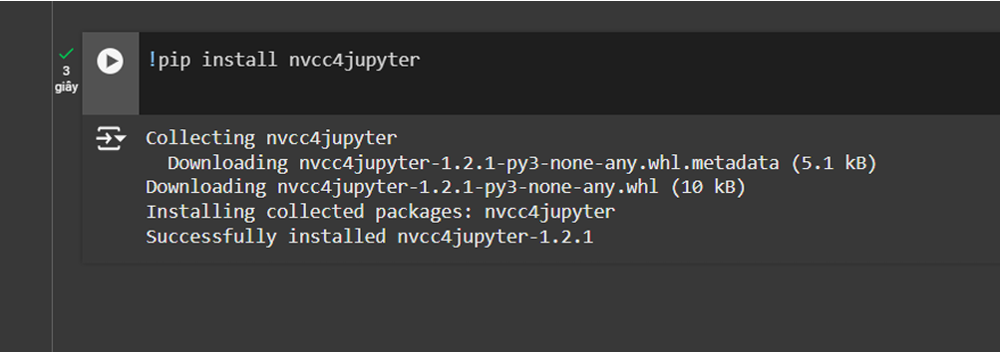 3
giây
!pip install nvcc4jupyter
Collecting nvcc4jupyter
  Downloading nvcc4jupyter-1.2.1-py3-none-any.whl.metadata (5.1 kB)
Downloading nvcc4jupyter-1.2.1-py3-none-any.whl (10 kB)
Installing collected packages: nvcc4jupyter
Successfully installed nvcc4jupyter-1.2.1